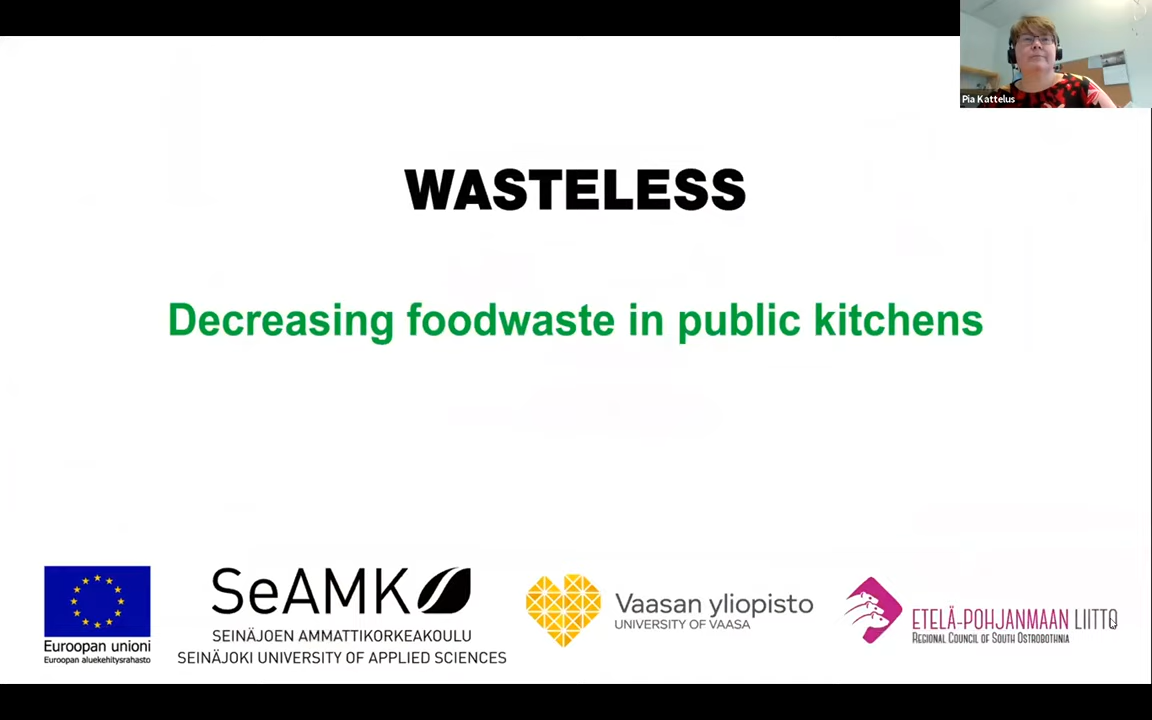 Pia Kattelus
WASTELESS
Decreasing foodwaste in public kitchens
Euroopan unioni
Euroopan aluekehitysrahasto
SeAMK
SEINÄJOEN AMMATTIKORKEAKOULU
SEINÄJOKI UNIVERSITY OF APPLIED SCIENCES
Vaasan yliopisto
UNIVERSITY OF VAASA
ETELÄ-POHJANMAAN LIITTO
REGIONAL COUNCIL OF SOUTH OSTROBOTHNIA